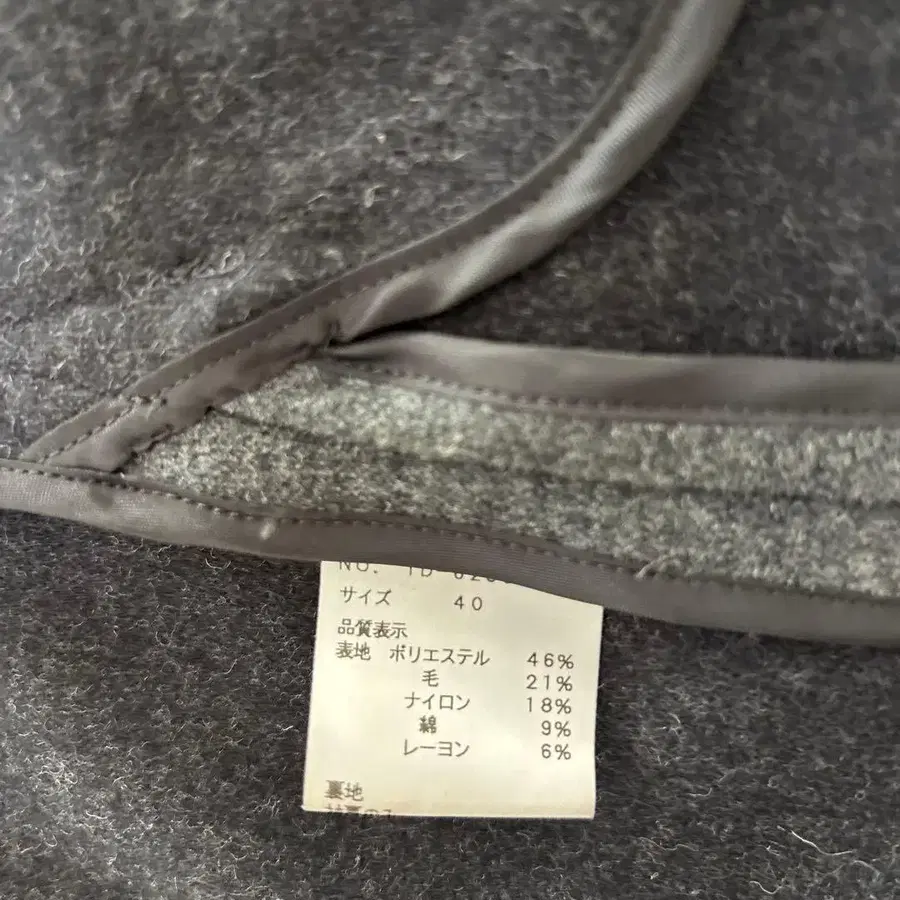 NO.
サイズ 40
品質表示
表地 ポリエステル 46%
毛 21%
ナイロン 18%
綿 9%
レーヨン 6%
裏地